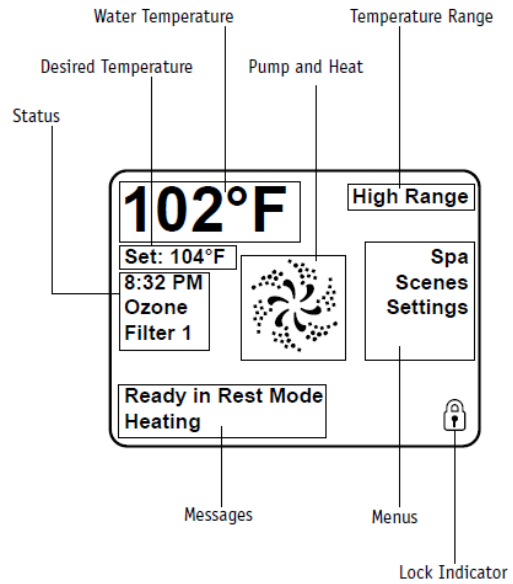 Water Temperature
Temperature Range
Desired Temperature
Pump and Heat
Status
102°F
High Range
Set: 104°F
8:32 PM
Ozone
Filter 1
Spa
Scenes
Settings
Ready in Rest Mode
Heating
Messages
Menus
Lock Indicator